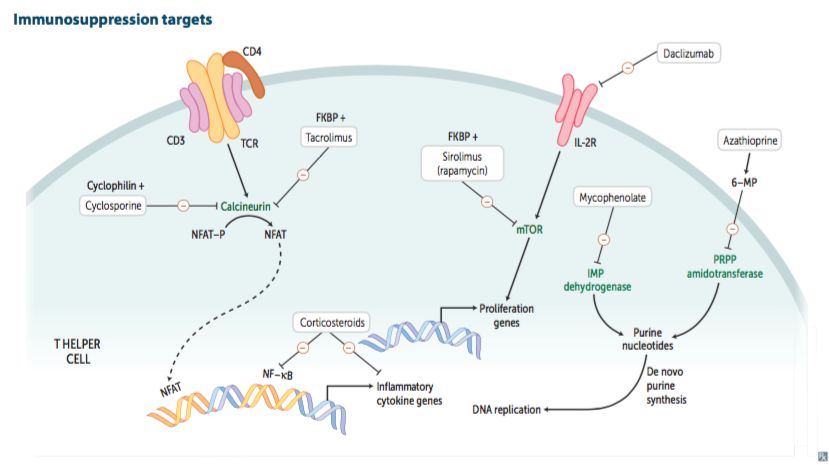 Immunosuppression targets
CD4
Daclizumab
CD3
TCR
FKBP +
Tacrolimus
FKBP +
Sirolimus
(rapamycin)
IL-2R
Azathioprine
6–MP
Cyclophilin +
Cyclosporine
Calcineurin
NFAT–P
NFAT
mTOR
Mycophenolate
IMP
dehydrogenase
PRPP
amidotransferase
Proliferation
genes
Corticosteroids
Purine
nucleotides
T HELPER
CELL
NF–κB
NFAT
Inflammatory
cytokine genes
De novo
purine
synthesis
DNA replication